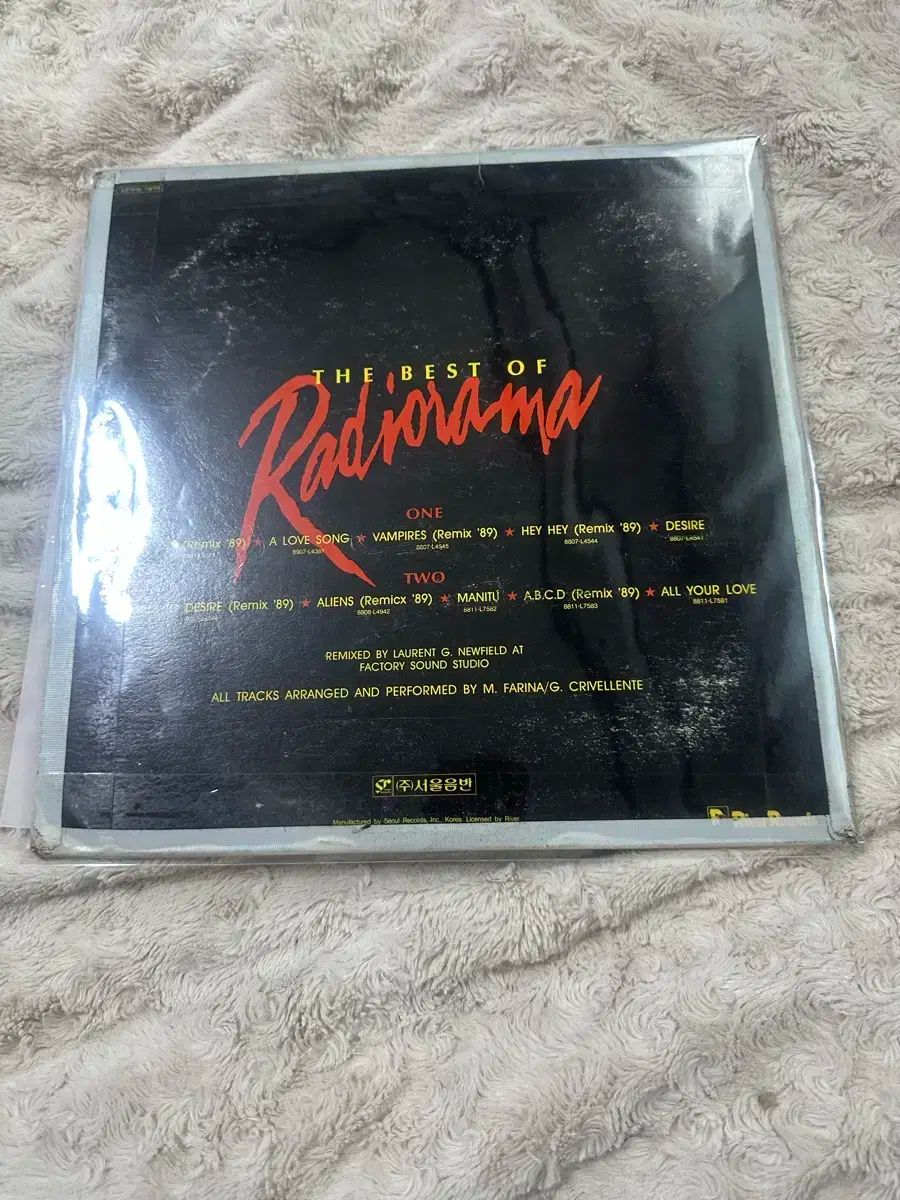 THE BEST OF
Radiorama
ONE
(Remix '89) ★ A LOVE SONG ★ VAMPIRES (Remix '89) ★ HEY HEY (Remix '89) ★ DESIRE
8907-L4387 8807-L4545 8807-L4544 8807-L4541
TWO
DESIRE (Remix '89) ★ ALIENS (Remicx '89) ★ MANITU ★ A.B.C.D (Remix '89) ★ ALL YOUR LOVE
8808-L4942 8811-L7582 8811-L7583 8811-L7581
REMIXED BY LAURENT G. NEWFIELD AT
FACTORY SOUND STUDIO
ALL TRACKS ARRANGED AND PERFORMED BY M. FARINA/G. CRIVELLENTE
(주)서울음반
Manufactured by Seoul Records, Inc., Korea. Licensed by River